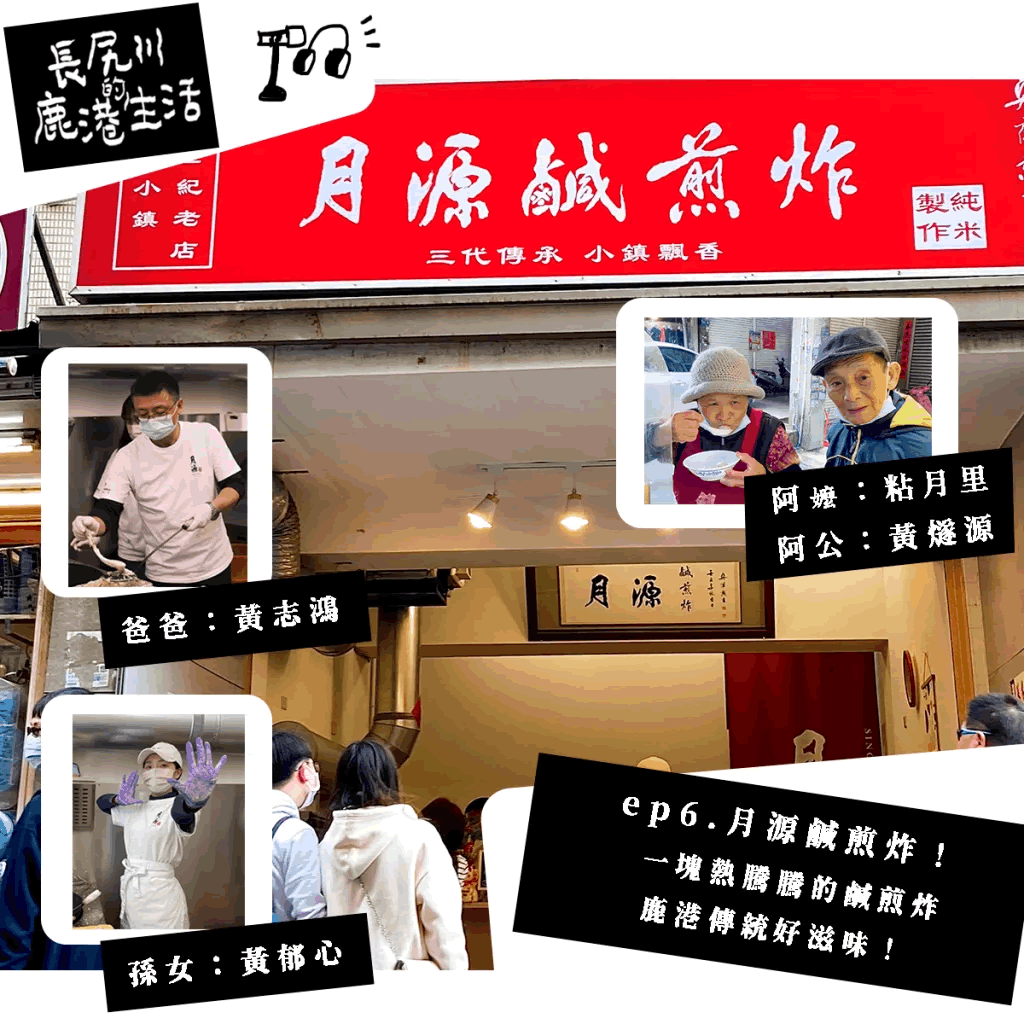 長尻川
的
鹿港生活
月源鹹煎炸
三代傳承 小鎮飄香
純米
製作
紀老店
小鎮
阿嬤：粘月里
阿公：黃燧源
爸爸：黃志鴻
月源
鹹煎炸
月
孫女：黃郁心
ep6.月源鹹煎炸！
一塊熱騰騰的鹹煎炸
鹿港傳統好滋味！